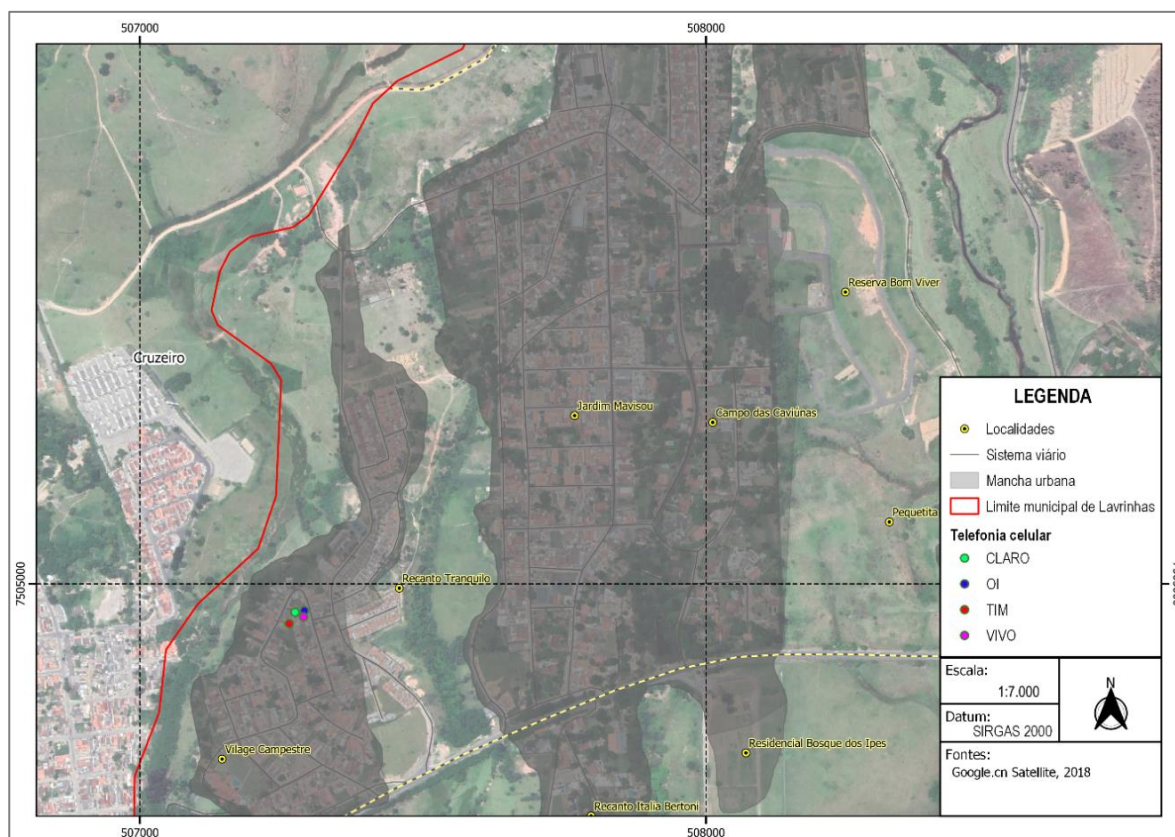 507000
508000
Reserva Bom Viver
Cruzeiro
Jardim Mavisou
Campo das Caviúnas
Pequetita
Recanto Tranquilo
7505000
Vilage Campestre
Residencial Bosque dos Ipes
Recanto Italia Bertoni
507000
508000
LEGENDA
Localidades
Sistema viário
Mancha urbana
Limite municipal de Lavrinhas
Telefonia celular
CLARO
OI
TIM
VIVO
Escala:
1:7.000
N
Datum:
SIRGAS 2000
Fontes:
Google.cn Satellite, 2018